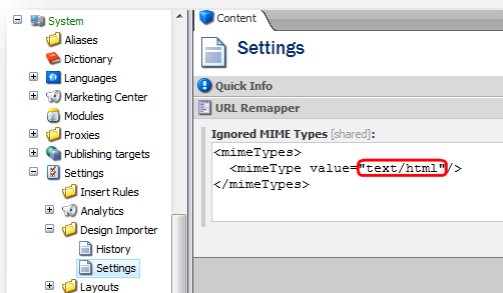 System
Aliases
Dictionary
Languages
Marketing Center
Modules
Proxies
Publishing targets
Settings
Insert Rules
Analytics
Design Importer
History
Settings
Layouts
Content
Settings
Quick Info
URL Remapper
Ignored MIME Types [shared]:
<mimeTypes>
<mimeType value="text/html"/>
</mimeTypes>